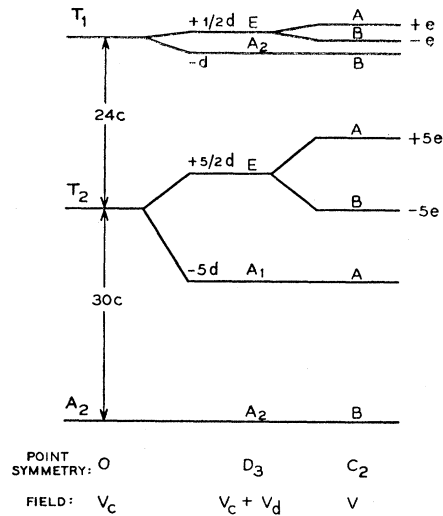 T1 +1/2d E A +e
A2 B -e
-d B
24c
A +5e
+5/2d E
T2 B -5e
-5d A1 A
30c
A2 A2 B
POINT SYMMETRY: O D3 C2
FIELD: Vc Vc + Vd V